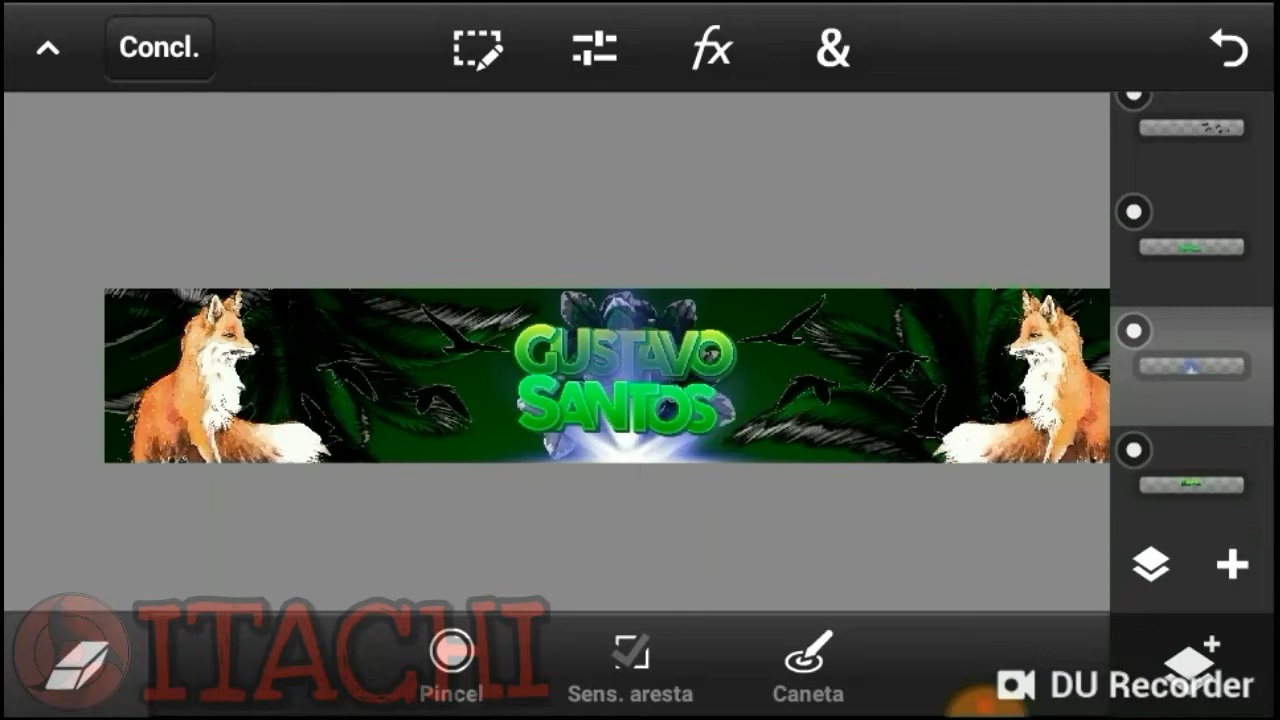 Concl.
fx
&
GUSTAVO
SANTOS
ITACHI
Pincel
Sens. aresta
Caneta
DU Recorder